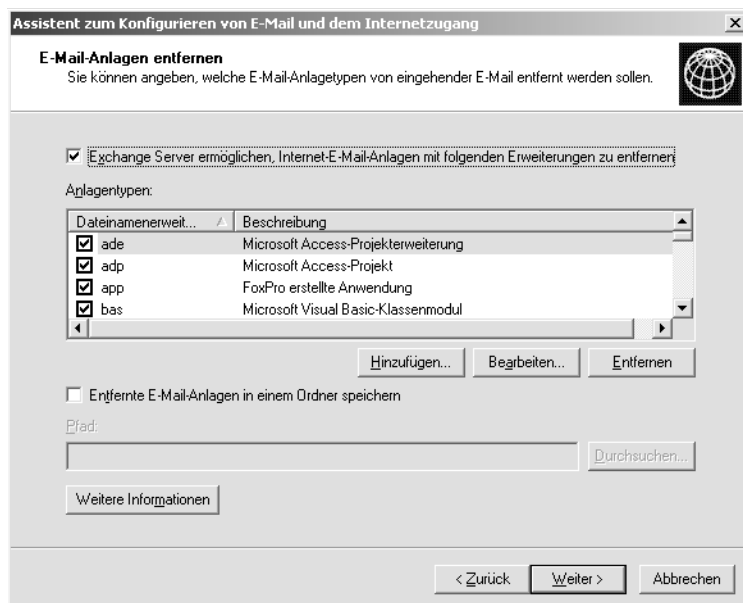 Assistent zum Konfigurieren von E-Mail und dem Internetzugang
E-Mail-Anlagen entfernen
Sie können angeben, welche E-Mail-Anlagetypen von eingehender E-Mail entfernt werden sollen.
Exchange Server ermöglichen, Internet-E-Mail-Anlagen mit folgenden Erweiterungen zu entfernen
Anlagentypen:
Dateinamenerweit... Beschreibung
ade Microsoft Access-Projekterweiterung
adp Microsoft Access-Projekt
app FoxPro erstellte Anwendung
bas Microsoft Visual Basic-Klassenmodul
Hinzufügen... Bearbeiten... Entfernen
Entfernte E-Mail-Anlagen in einem Ordner speichern
Pfad:
Durchsuchen...
Weitere Informationen
< Zurück Weiter > Abbrechen